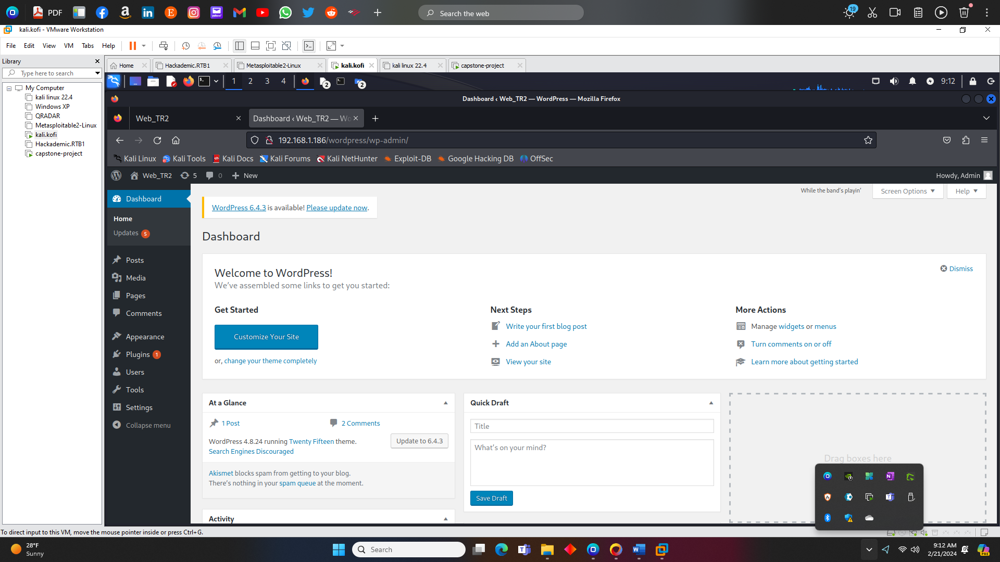 PDF
Search the web
19
kali.kofi - VMware Workstation
File Edit View VM Tabs Help
Library
Type here to search
My Computer
kali linux 22.4
Windows XP
QRADAR
Metasploitable2-Linux
kali.kofi
Hackademic.RTB1
capstone-project
Home Hackademic.RTB1 Metasploitable2-Linux kali.kofi kali linux 22.4 capstone-project
1 2 3 4 2 2 9:12
Dashboard ‹ Web_TR2 — WordPress — Mozilla Firefox
Web_TR2 Dashboard ‹ Web_TR2 — Wo
192.168.1.186/wordpress/wp-admin/
Kali Linux Kali Tools Kali Docs Kali Forums Kali NetHunter Exploit-DB Google Hacking DB OffSec
Web_TR2 5 0 New Howdy, Admin
Dashboard
Home
Updates 5
Posts
Media
Pages
Comments
Appearance
Plugins 1
Users
Tools
Settings
Collapse menu
While the band's playin' Screen Options Help
WordPress 6.4.3 is available! Please update now.
Dashboard
Welcome to WordPress!
We've assembled some links to get you started:
Dismiss
Get Started
Customize Your Site
or, change your theme completely
Next Steps
Write your first blog post
Add an About page
View your site
More Actions
Manage widgets or menus
Turn comments on or off
Learn more about getting started
At a Glance
1 Post 2 Comments
WordPress 4.8.24 running Twenty Fifteen theme.
Update to 6.4.3
Search Engines Discouraged
Akismet blocks spam from getting to your blog.
There's nothing in your spam queue at the moment.
Activity
Quick Draft
Title
What's on your mind?
Save Draft
Drag boxes here
To direct input to this VM, move the mouse pointer inside or press Ctrl+G.
28°F
Sunny
Search
9:12 AM
2/21/2024